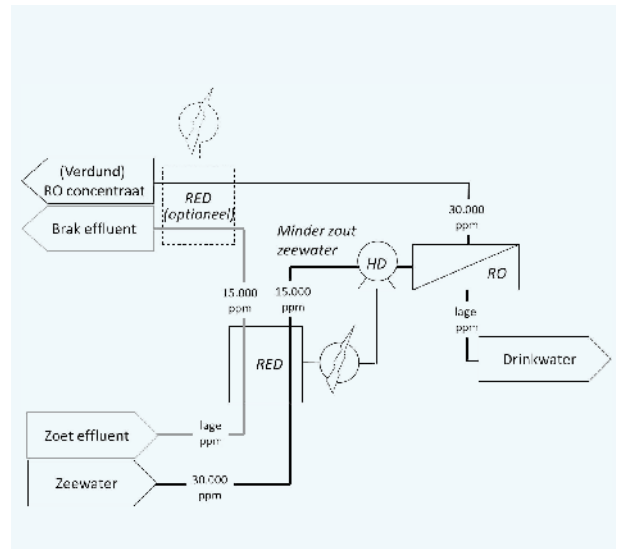 (Verdund)
RO concentraat
Brak effluent
RED
(optioneel)
Minder zout
zeewater
HD
30.000
ppm
RO
15.000
ppm
15.000
ppm
lage
ppm
RED
Drinkwater
Zoet effluent
lage
ppm
Zeewater
30.000
ppm